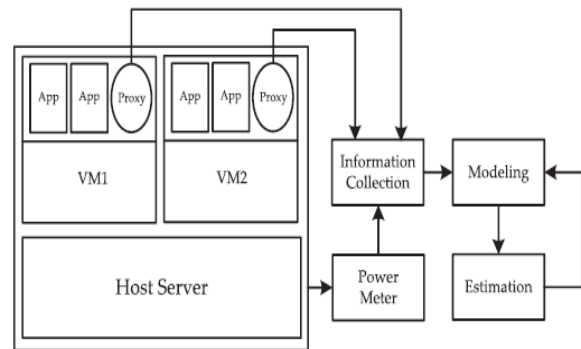 App App Proxy
App App Proxy
VM1
VM2
Information
Collection
Modeling
Host Server
Power
Meter
Estimation